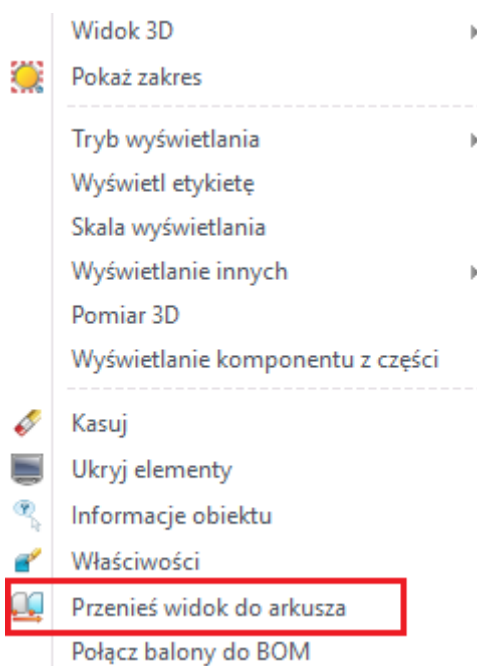 Widok 3D
Pokaż zakres
Tryb wyświetlania
Wyświetl etykietę
Skala wyświetlania
Wyświetlanie innych
Pomiar 3D
Wyświetlanie komponentu z części
Kasuj
Ukryj elementy
Informacje obiektu
Właściwości
Przenieś widok do arkusza
Połącz balony do BOM